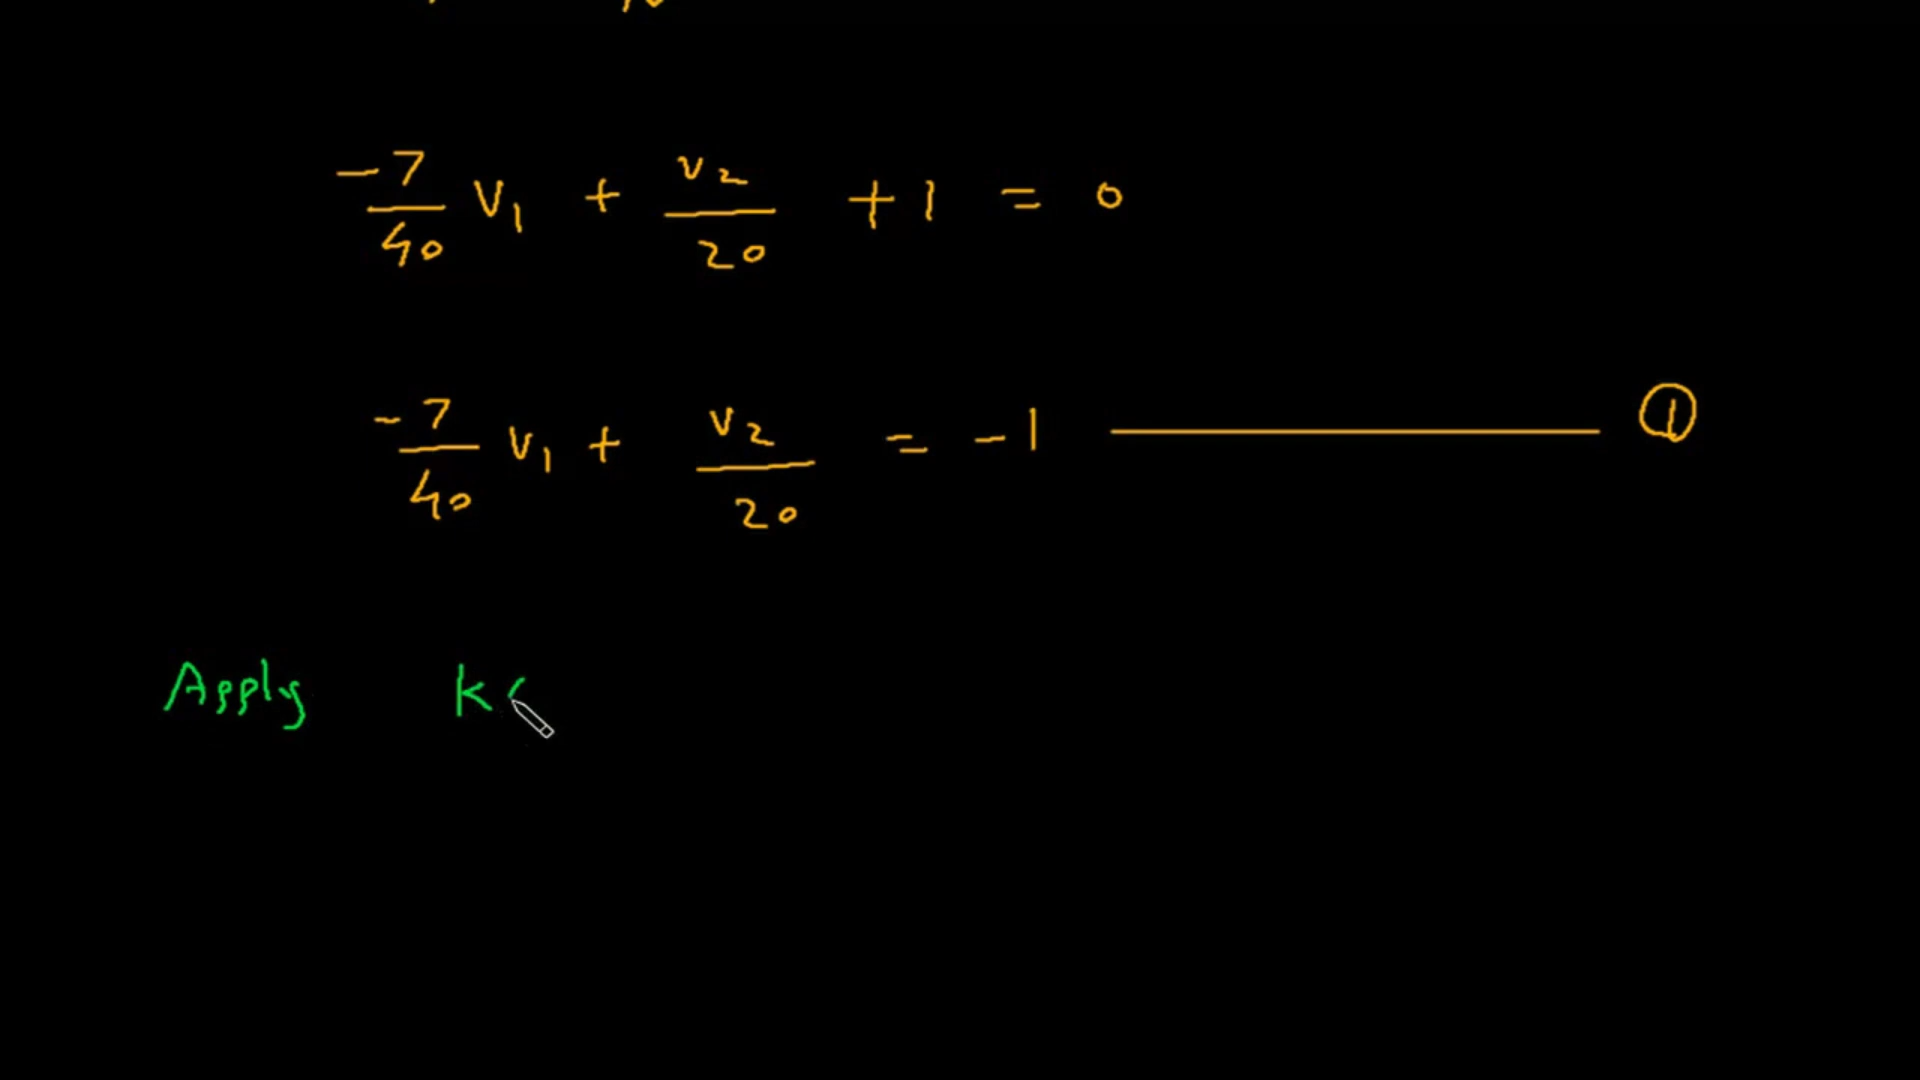 -7/40 V1 + V2/20 + 1 = 0
-7/40 V1 + V2/20 = -1 ——— ①
Apply K